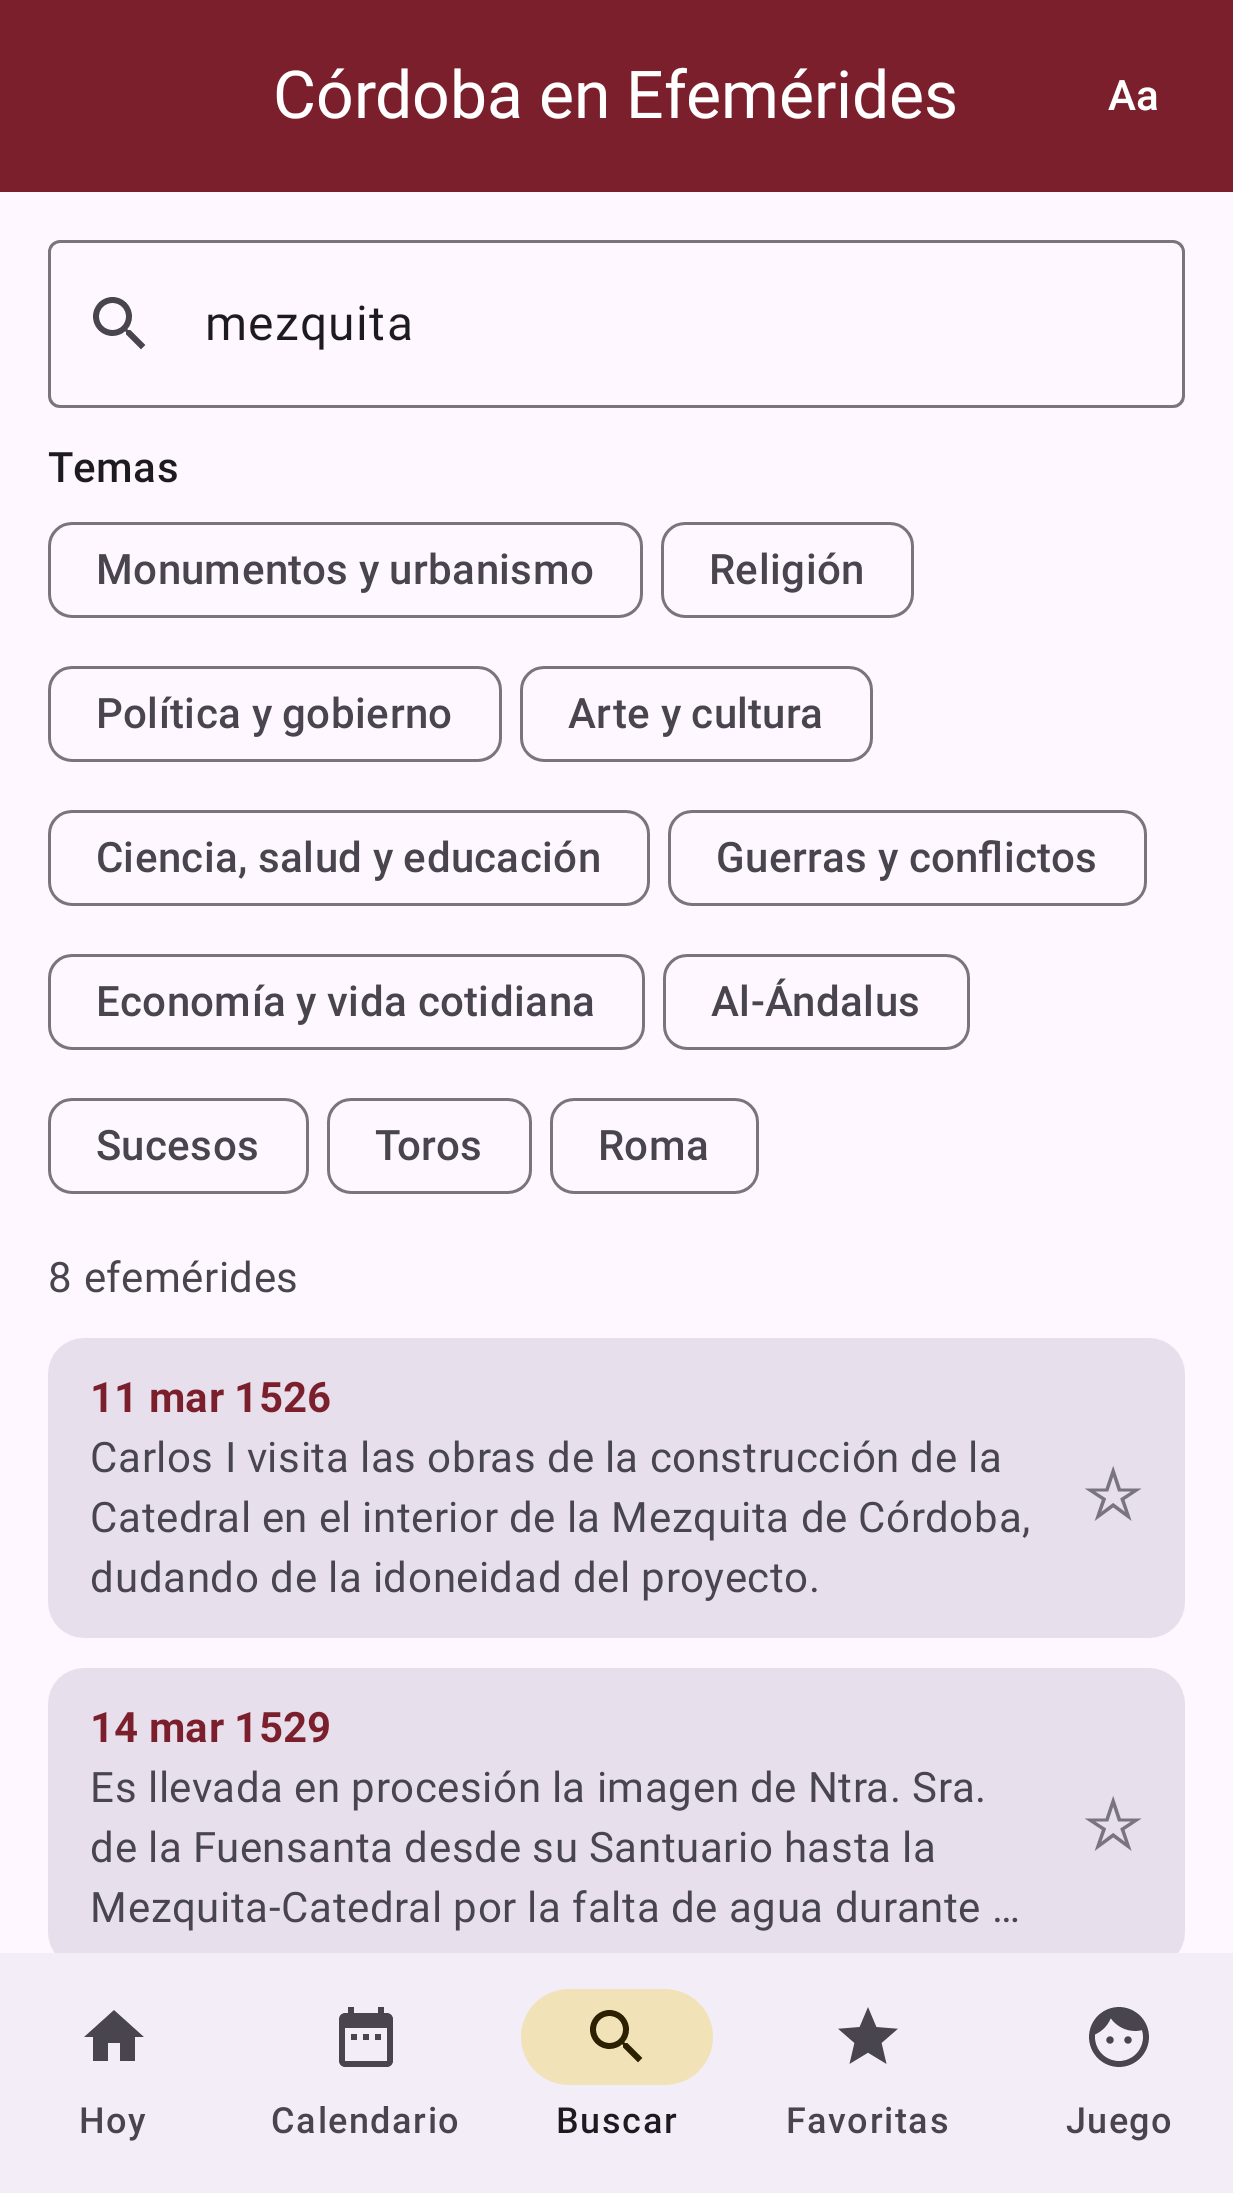 Córdoba en Efemérides
Aa
mezquita
Temas
Monumentos y urbanismo
Religión
Política y gobierno
Arte y cultura
Ciencia, salud y educación
Guerras y conflictos
Economía y vida cotidiana
Al-Ándalus
Sucesos
Toros
Roma
8 efemérides
11 mar 1526
Carlos I visita las obras de la construcción de la
Catedral en el interior de la Mezquita de Córdoba,
dudando de la idoneidad del proyecto.
14 mar 1529
Es llevada en procesión la imagen de Ntra. Sra.
de la Fuensanta desde su Santuario hasta la
Mezquita-Catedral por la falta de agua durante …
Hoy
Calendario
Buscar
Favoritas
Juego